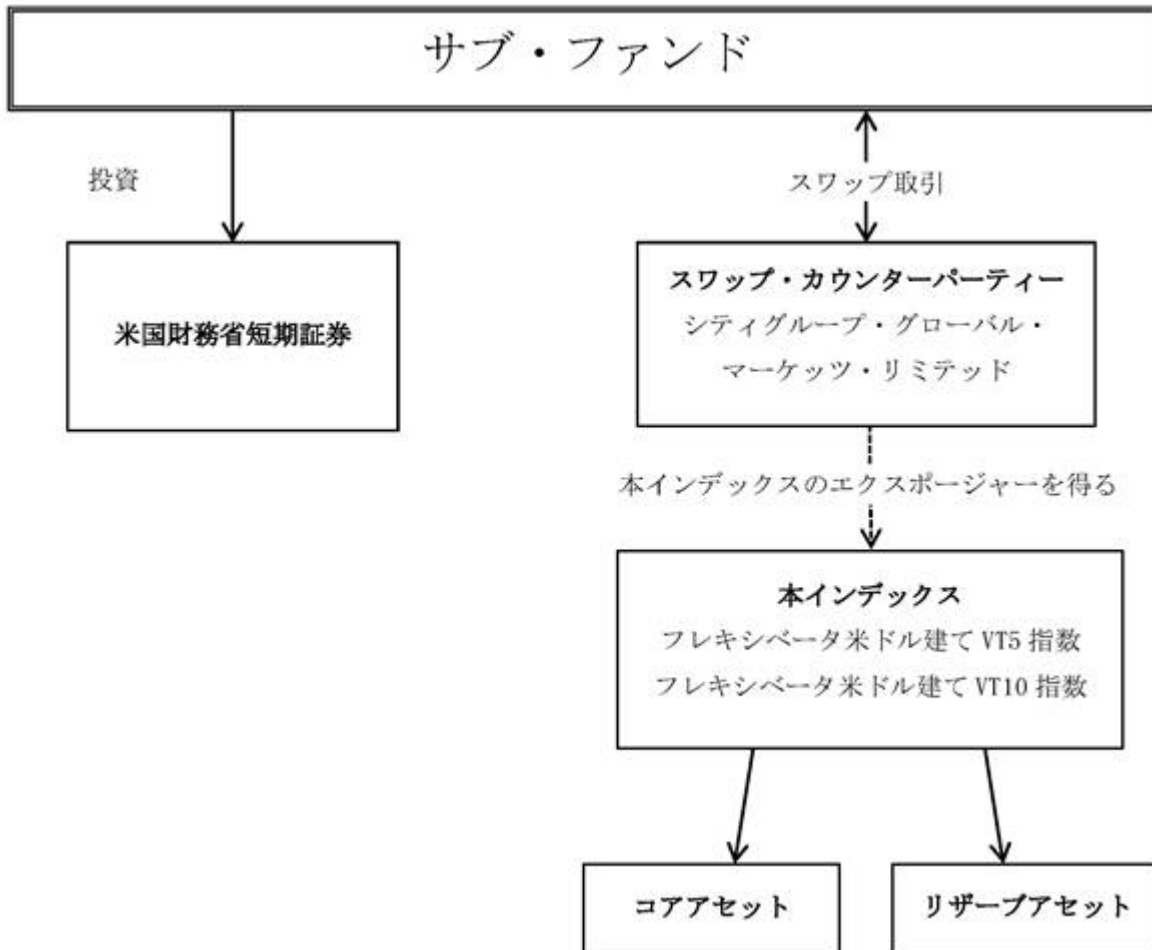 サブ・ファンド
投資
スワップ取引
米国財務省短期証券
スワップ・カウンターパーティー
シティグループ・グローバル・
マーケッツ・リミテッド
本インデックスのエクスポージャーを得る
本インデックス
フレキシベータ米ドル建て VT5 指数
フレキシベータ米ドル建て VT10 指数
コアアセット
リザーブアセット